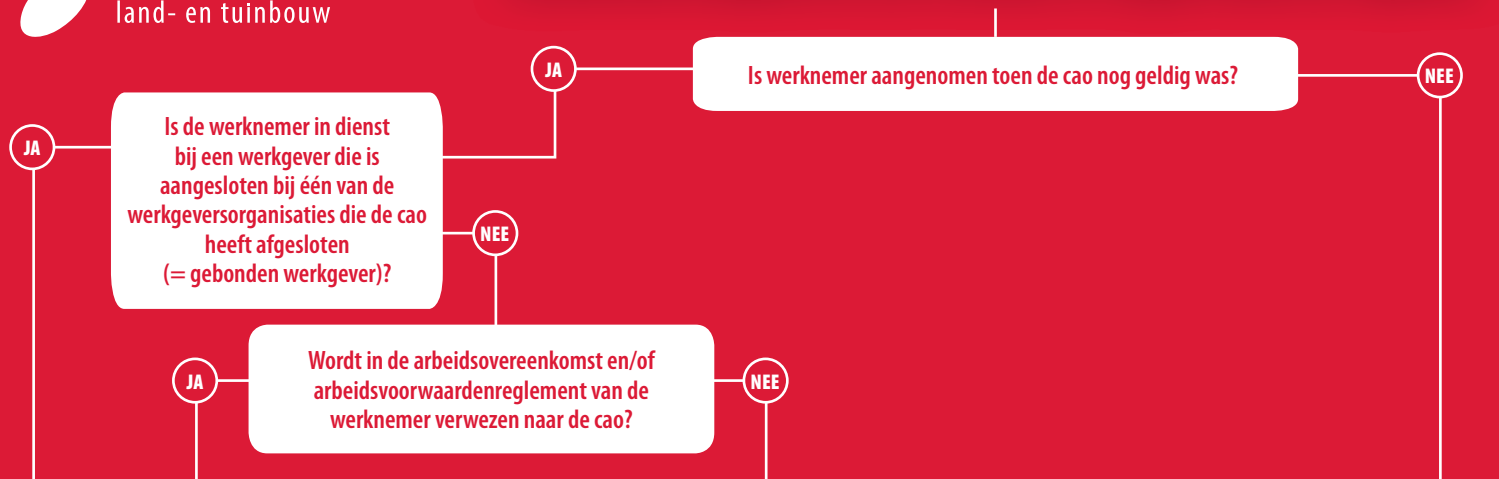 land- en tuinbouw
Is werknemer aangenomen toen de cao nog geldig was?
JA
NEE
Is de werknemer in dienst
bij een werkgever die is
aangesloten bij één van de
werkgeversorganisaties die de cao
heeft afgesloten
(= gebonden werkgever)?
JA
NEE
Wordt in de arbeidsovereenkomst en/of
arbeidsvoorwaardenreglement van de
werknemer verwezen naar de cao?
JA
NEE